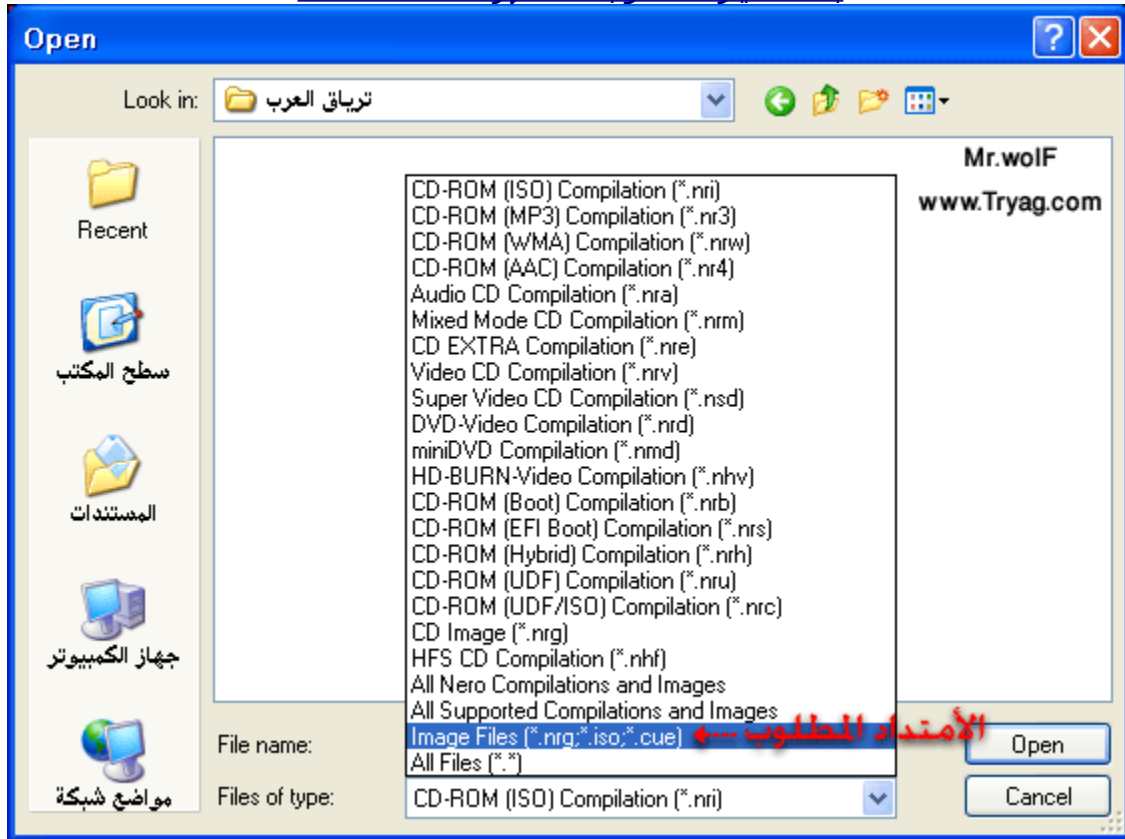 Open
Look in:
ترياق العرب
Mr.wolF
www.Tryag.com
Recent
سطح المكتب
المستندات
جهاز الكمبيوتر
مواضع شبكة
CD-ROM (ISO) Compilation (*.nri)
CD-ROM (MP3) Compilation (*.nr3)
CD-ROM (WMA) Compilation (*.nrw)
CD-ROM (AAC) Compilation (*.nr4)
Audio CD Compilation (*.nra)
Mixed Mode CD Compilation (*.nrm)
CD EXTRA Compilation (*.nre)
Video CD Compilation (*.nrv)
Super Video CD Compilation (*.nsd)
DVD-Video Compilation (*.nrd)
miniDVD Compilation (*.nmd)
HD-BURN-Video Compilation (*.nhv)
CD-ROM (Boot) Compilation (*.nrb)
CD-ROM (EFI Boot) Compilation (*.nrs)
CD-ROM (Hybrid) Compilation (*.nrh)
CD-ROM (UDF) Compilation (*.nru)
CD-ROM (UDF/ISO) Compilation (*.nrc)
CD Image (*.nrg)
HFS CD Compilation (*.nhf)
All Nero Compilations and Images
All Supported Compilations and Images
Image Files (*.nrg;*.iso;*.cue)
الأمتداد المطلوب
All Files (*.*)
File name:
Open
Files of type:
CD-ROM (ISO) Compilation (*.nri)
Cancel